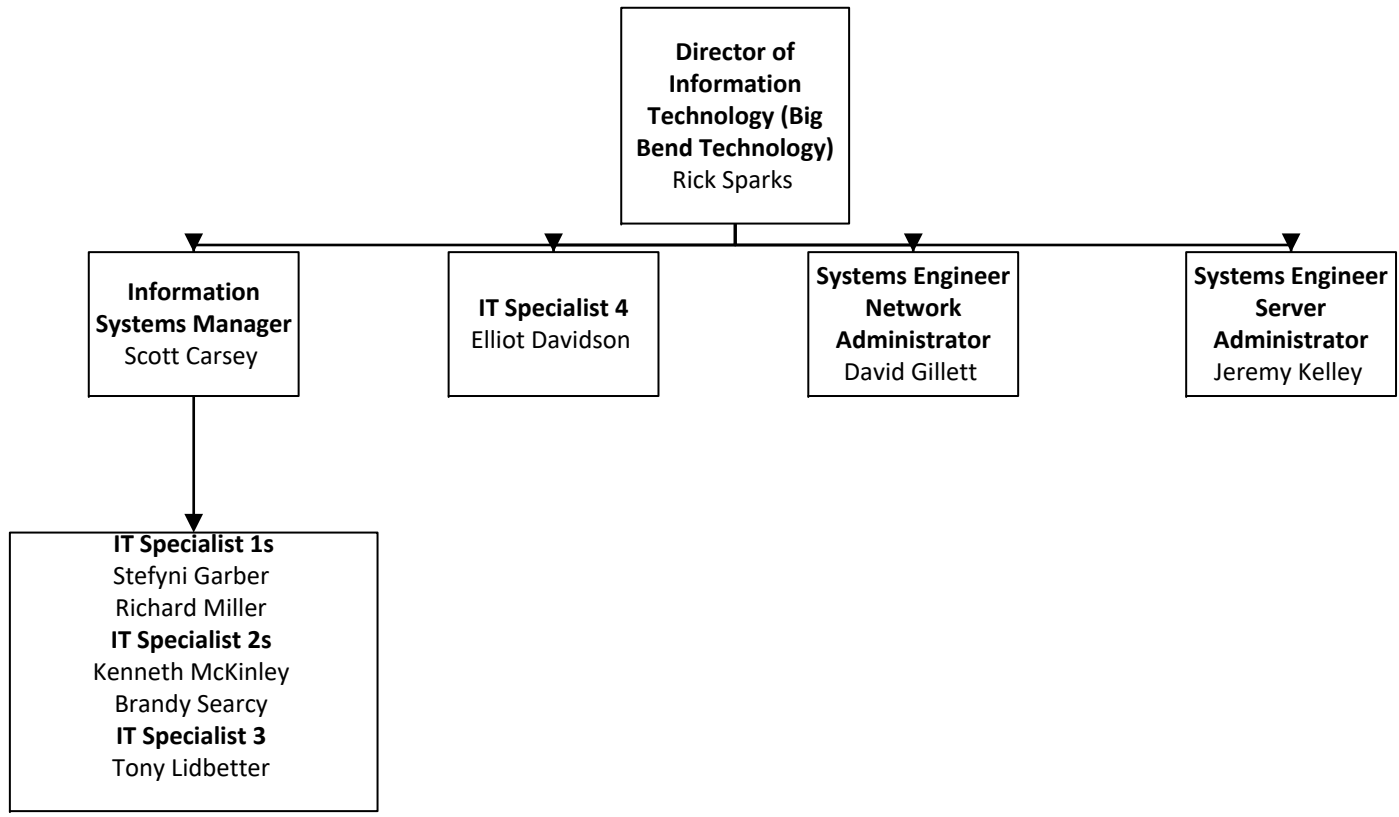 Director of
Information
Technology (Big
Bend Technology)
Rick Sparks
Information
Systems Manager
Scott Carsey
IT Specialist 4
Elliot Davidson
Systems Engineer
Network
Administrator
David Gillett
Systems Engineer
Server
Administrator
Jeremy Kelley
IT Specialist 1s
Stefyni Garber
Richard Miller
IT Specialist 2s
Kenneth McKinley
Brandy Searcy
IT Specialist 3
Tony Lidbetter